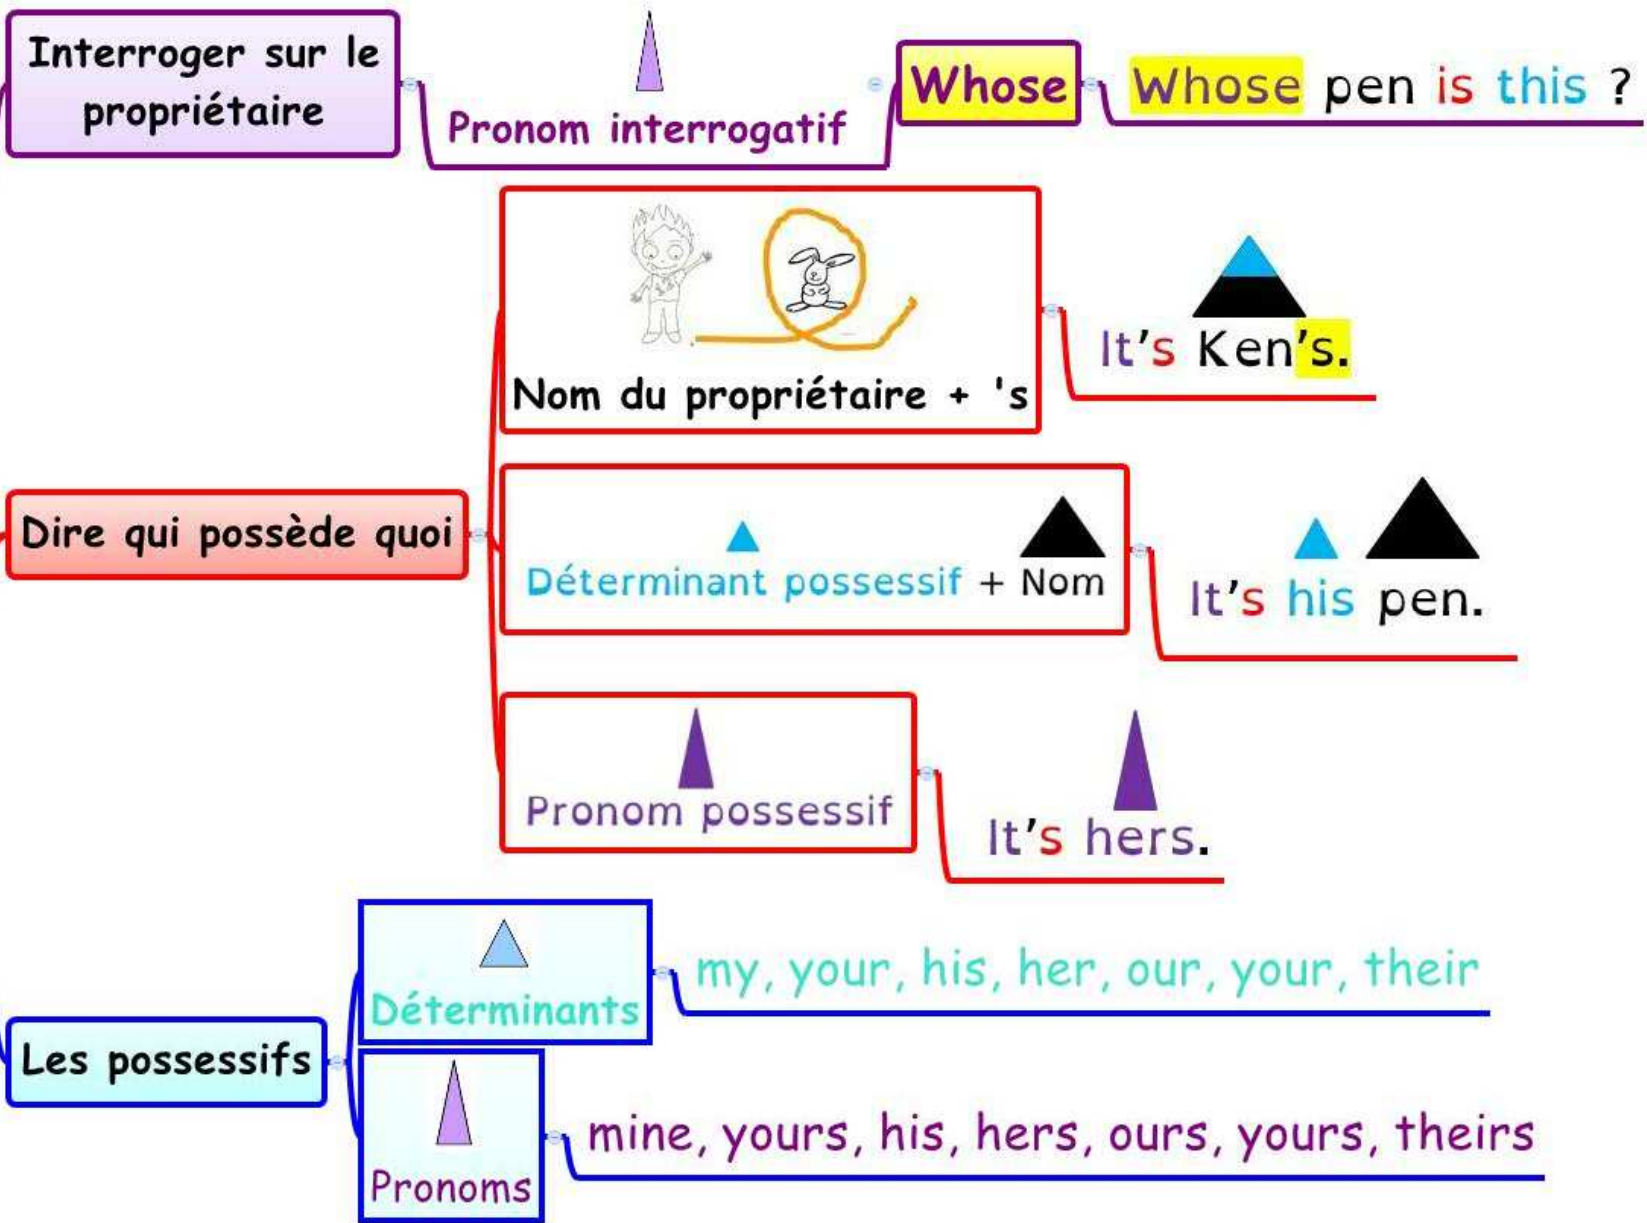 Interroger sur le
propriétaire
Pronom interrogatif
Whose
Whose pen is this ?
Nom du propriétaire + 's
It's Ken's.
Dire qui possède quoi
Déterminant possessif + Nom
It's his pen.
Pronom possessif
It's hers.
Les possessifs
Déterminants
my, your, his, her, our, your, their
Pronoms
mine, yours, his, hers, ours, yours, theirs